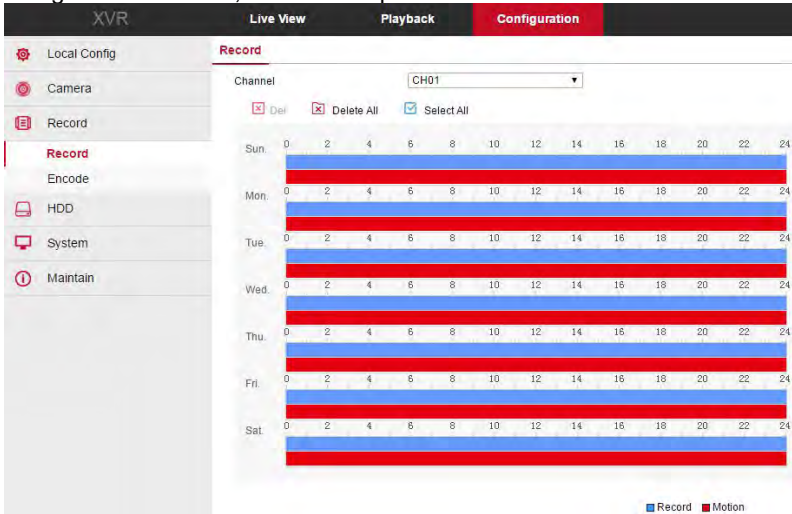 XVR Live View Playback Configuration
Local Config
Camera
Record
Record
Encode
HDD
System
Maintain
Record
Channel CH01
Del Delete All Select All
Sun. 0 2 4 6 8 10 12 14 16 18 20 22 24
Mon. 0 2 4 6 8 10 12 14 16 18 20 22 24
Tue. 0 2 4 6 8 10 12 14 16 18 20 22 24
Wed. 0 2 4 6 8 10 12 14 16 18 20 22 24
Thu. 0 2 4 6 8 10 12 14 16 18 20 22 24
Fri. 0 2 4 6 8 10 12 14 16 18 20 22 24
Sat. 0 2 4 6 8 10 12 14 16 18 20 22 24
Record Motion